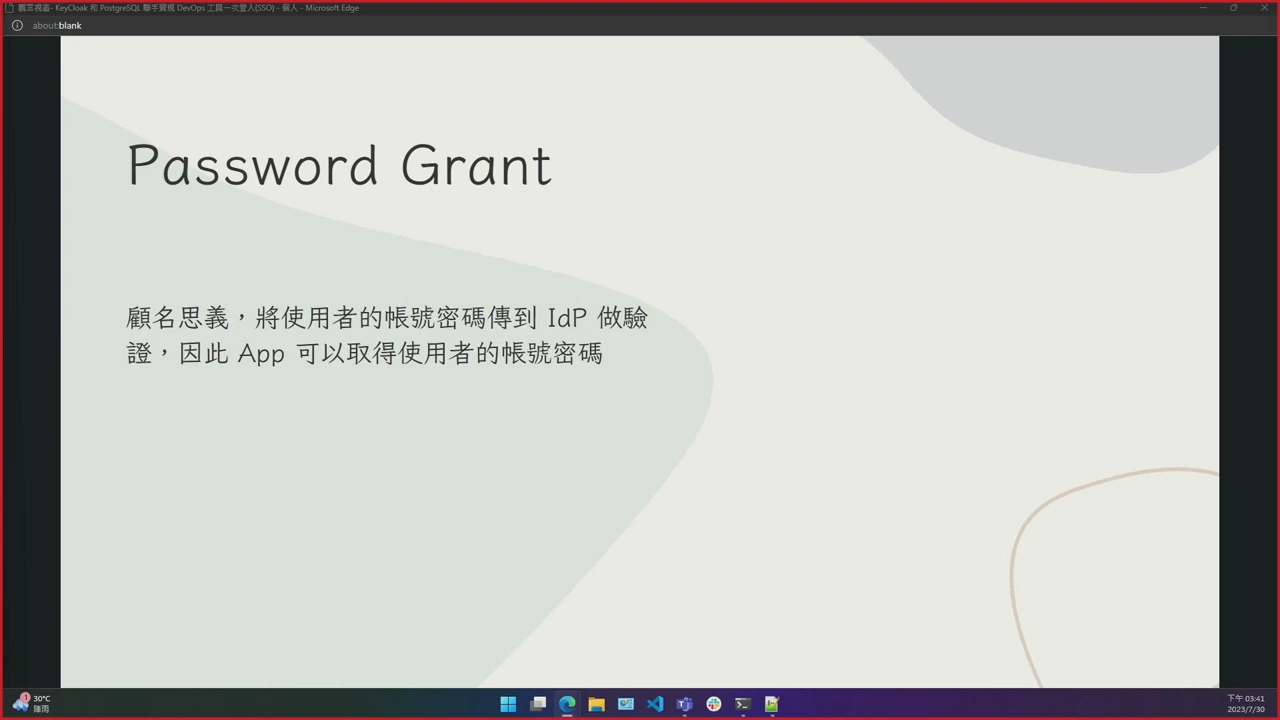 觀眾視圖- KeyCloak 和 PostgreSQL 聯手實現 DevOps 工具一次登入(SSO) - 個人 - Microsoft Edge
about:blank
Password Grant
顧名思義，將使用者的帳號密碼傳到 IdP 做驗
證，因此 App 可以取得使用者的帳號密碼
1
30°C
陣雨
下午 03:41
2023/7/30